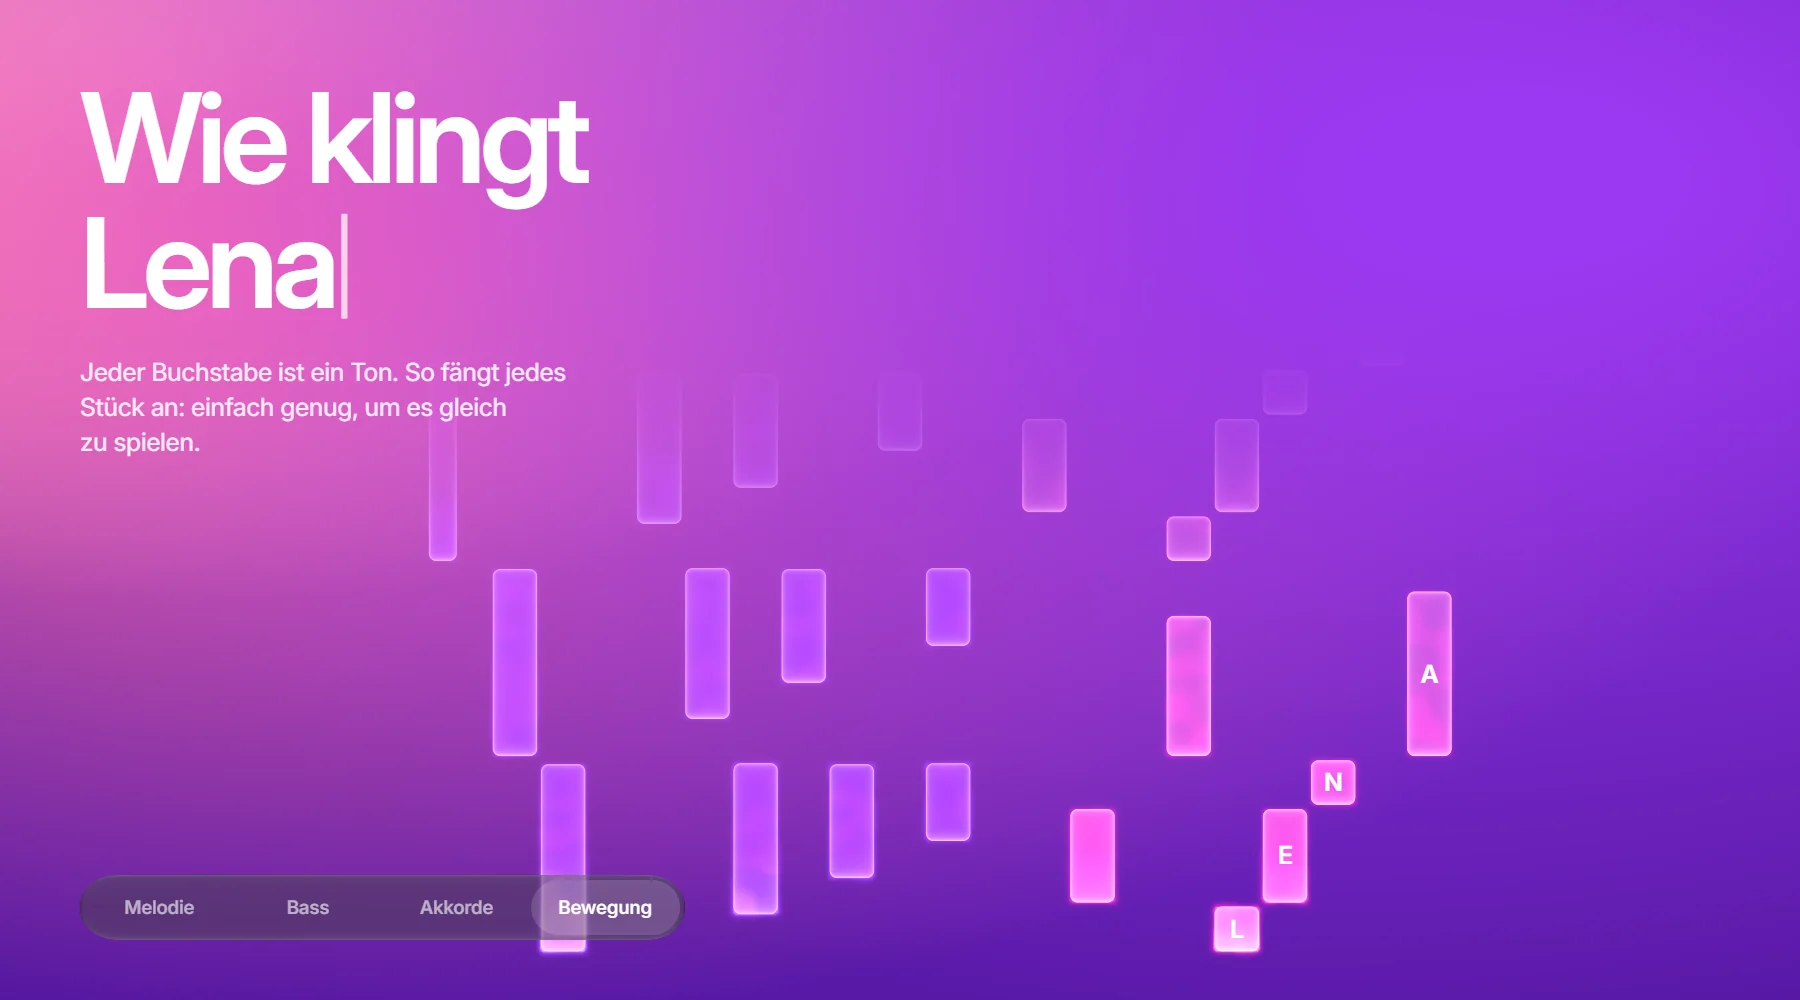 Wie klingt
Lena
Jeder Buchstabe ist ein Ton. So fängt jedes
Stück an: einfach genug, um es gleich
zu spielen.
A
N
E
L
Melodie Bass Akkorde Bewegung